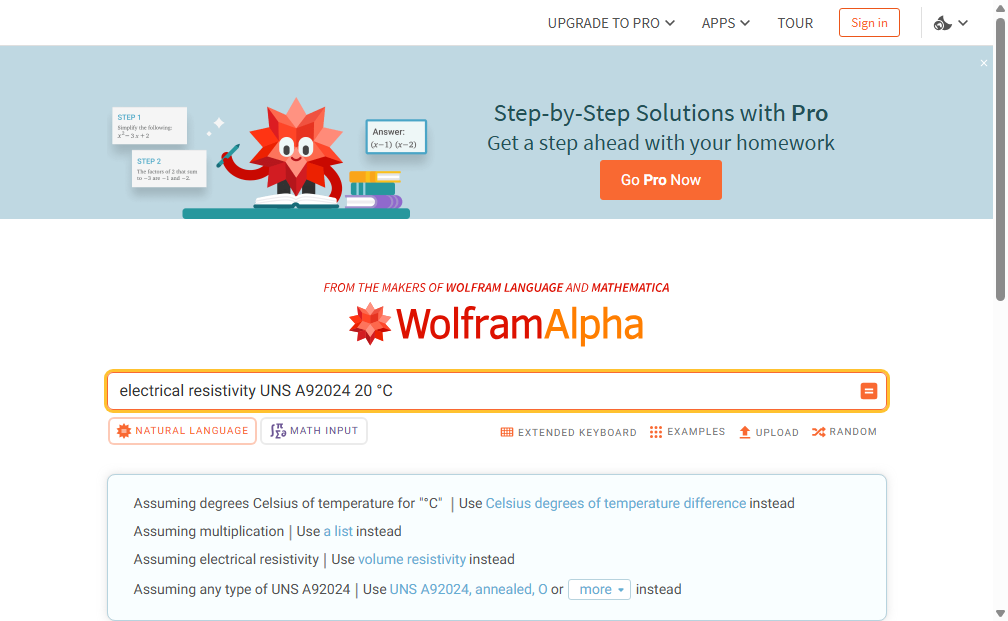 UPGRADE TO PRO APPS TOUR Sign in
×
Step-by-Step Solutions with Pro
Get a step ahead with your homework
Go Pro Now
STEP 1
Simplify the following:
x² − 3 x + 2
STEP 2
The factors of 2 that sum
to −3 are −1 and −2.
Answer:
(x−1) (x−2)
FROM THE MAKERS OF WOLFRAM LANGUAGE AND MATHEMATICA
WolframAlpha
electrical resistivity UNS A92024 20 °C
NATURAL LANGUAGE ∫π Σ∂ MATH INPUT EXTENDED KEYBOARD EXAMPLES UPLOAD RANDOM
Assuming degrees Celsius of temperature for "°C" | Use Celsius degrees of temperature difference instead
Assuming multiplication | Use a list instead
Assuming electrical resistivity | Use volume resistivity instead
Assuming any type of UNS A92024 | Use UNS A92024, annealed, O or more instead